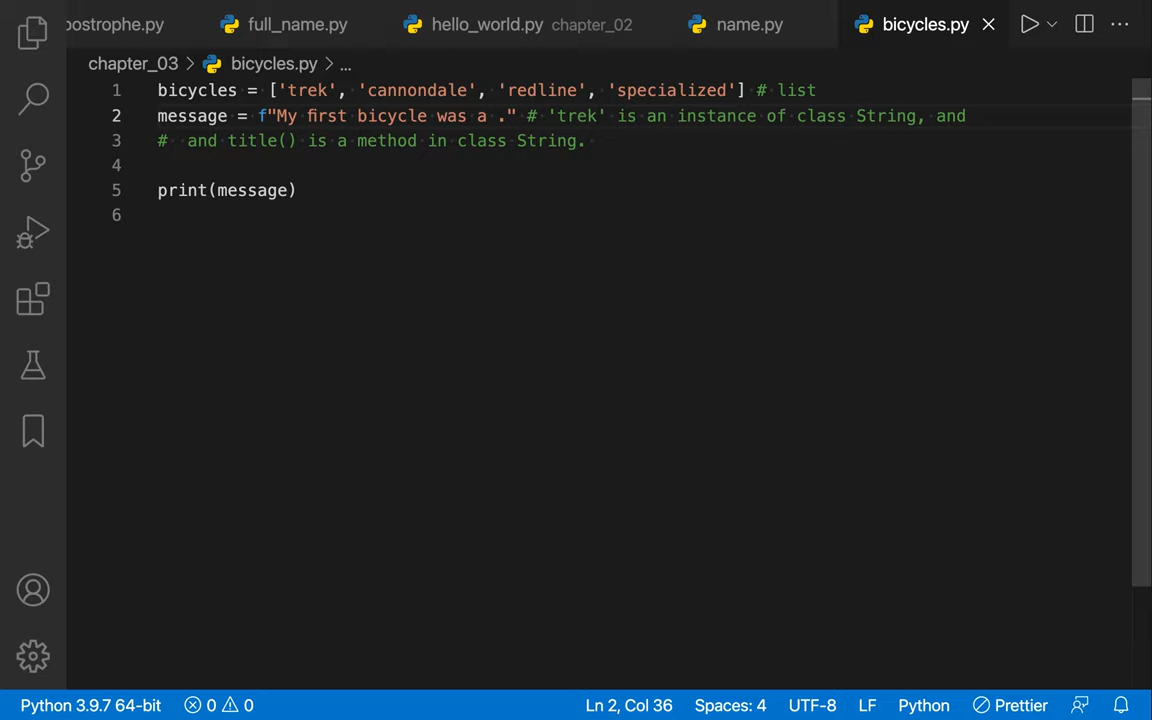 postrophe.py full_name.py hello_world.py chapter_02 name.py bicycles.py
chapter_03 > bicycles.py > ...
1 bicycles = ['trek', 'cannondale', 'redline', 'specialized'] # list
2 message = f"My first bicycle was a ." # 'trek' is an instance of class String, and
3 #  and title() is a method in class String.
4
5 print(message)
6
Python 3.9.7 64-bit 0 0 Ln 2, Col 36 Spaces: 4 UTF-8 LF Python Prettier